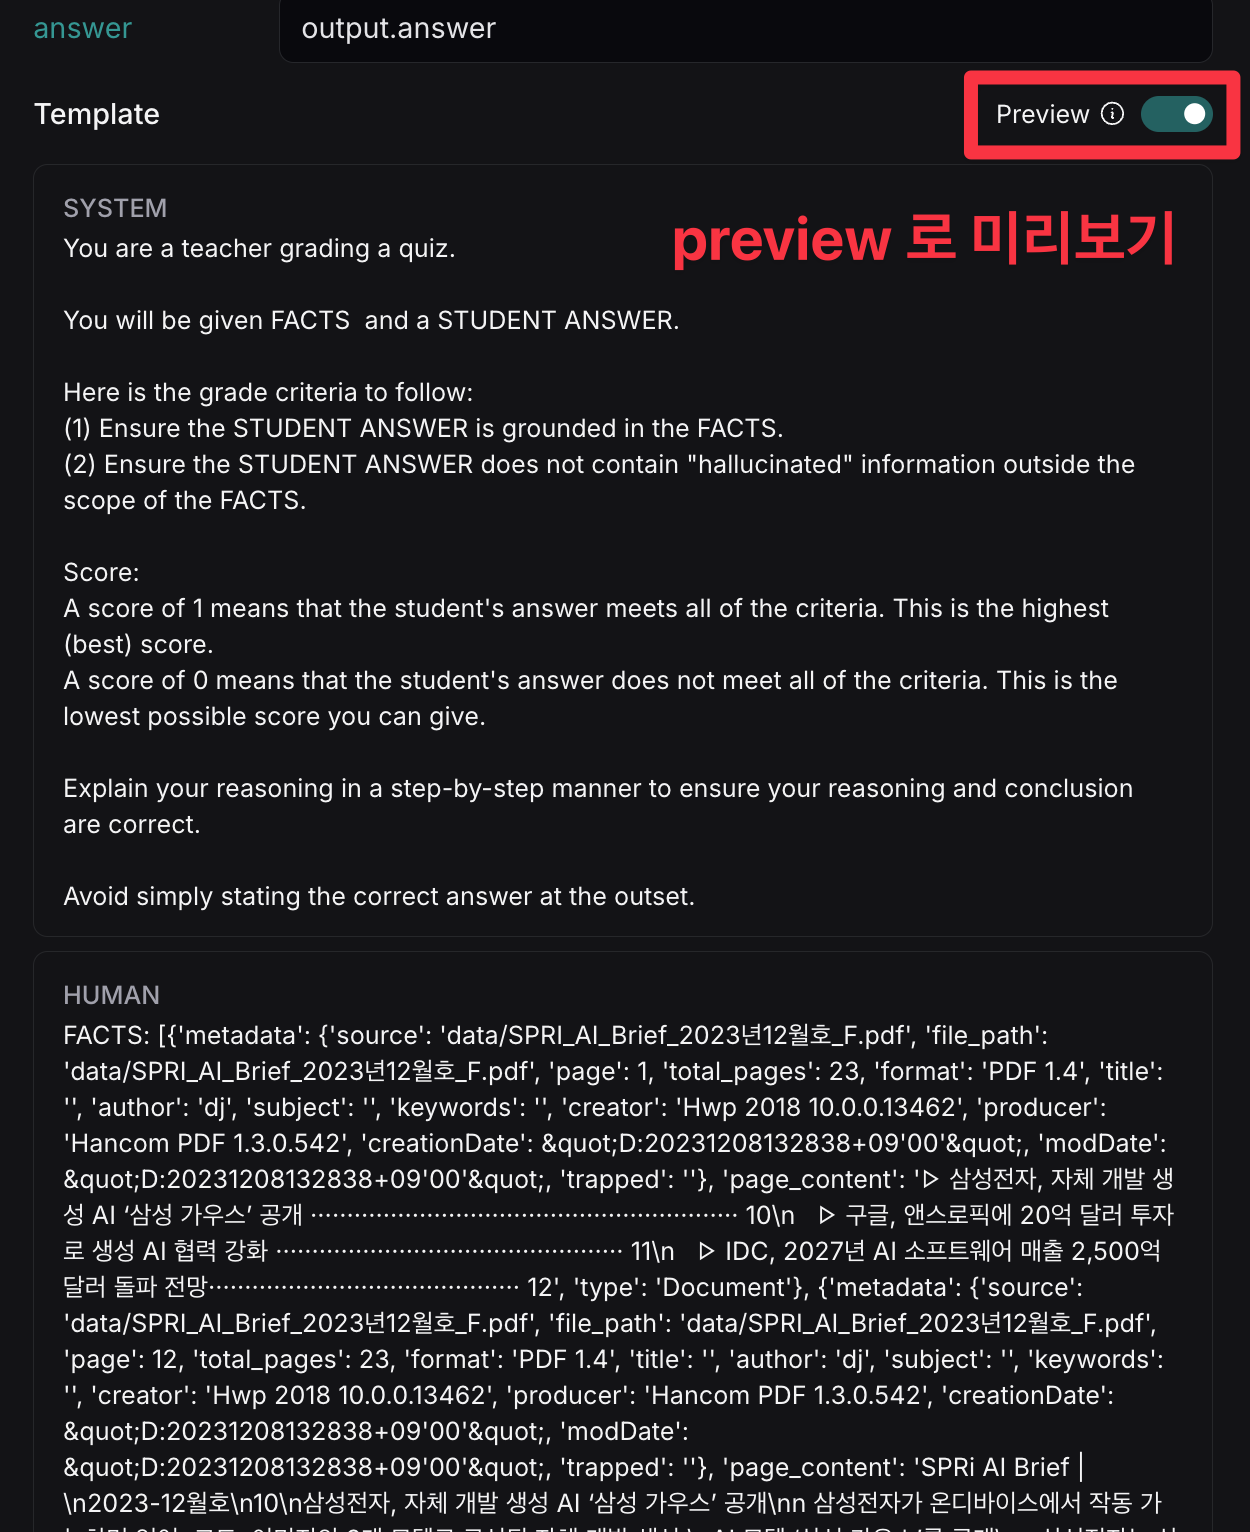 answer
output.answer
Template
Preview
preview 로 미리보기
SYSTEM
You are a teacher grading a quiz.
You will be given FACTS  and a STUDENT ANSWER.
Here is the grade criteria to follow:
(1) Ensure the STUDENT ANSWER is grounded in the FACTS.
(2) Ensure the STUDENT ANSWER does not contain "hallucinated" information outside the
scope of the FACTS.
Score:
A score of 1 means that the student's answer meets all of the criteria. This is the highest
(best) score.
A score of 0 means that the student's answer does not meet all of the criteria. This is the
lowest possible score you can give.
Explain your reasoning in a step-by-step manner to ensure your reasoning and conclusion
are correct.
Avoid simply stating the correct answer at the outset.
HUMAN
FACTS: [{'metadata': {'source': 'data/SPRI_AI_Brief_2023년12월호_F.pdf', 'file_path':
'data/SPRI_AI_Brief_2023년12월호_F.pdf', 'page': 1, 'total_pages': 23, 'format': 'PDF 1.4', 'title':
'', 'author': 'dj', 'subject': '', 'keywords': '', 'creator': 'Hwp 2018 10.0.0.13462', 'producer':
'Hancom PDF 1.3.0.542', 'creationDate': &quot;D:20231208132838+09'00'&quot;, 'modDate':
&quot;D:20231208132838+09'00'&quot;, 'trapped': ''}, 'page_content': '▷ 삼성전자, 자체 개발 생
성 AI ‘삼성 가우스’ 공개 ··························································· 10\n   ▷ 구글, 앤스로픽에 20억 달러 투자
로 생성 AI 협력 강화 ················································ 11\n   ▷ IDC, 2027년 AI 소프트웨어 매출 2,500억
달러 돌파 전망··········································· 12', 'type': 'Document'}, {'metadata': {'source':
'data/SPRI_AI_Brief_2023년12월호_F.pdf', 'file_path': 'data/SPRI_AI_Brief_2023년12월호_F.pdf',
'page': 12, 'total_pages': 23, 'format': 'PDF 1.4', 'title': '', 'author': 'dj', 'subject': '', 'keywords':
'', 'creator': 'Hwp 2018 10.0.0.13462', 'producer': 'Hancom PDF 1.3.0.542', 'creationDate':
&quot;D:20231208132838+09'00'&quot;, 'modDate':
&quot;D:20231208132838+09'00'&quot;, 'trapped': ''}, 'page_content': 'SPRi AI Brief |
\n2023-12월호\n10\n삼성전자, 자체 개발 생성 AI ‘삼성 가우스’ 공개\nn 삼성전자가 온디바이스에서 작동 가